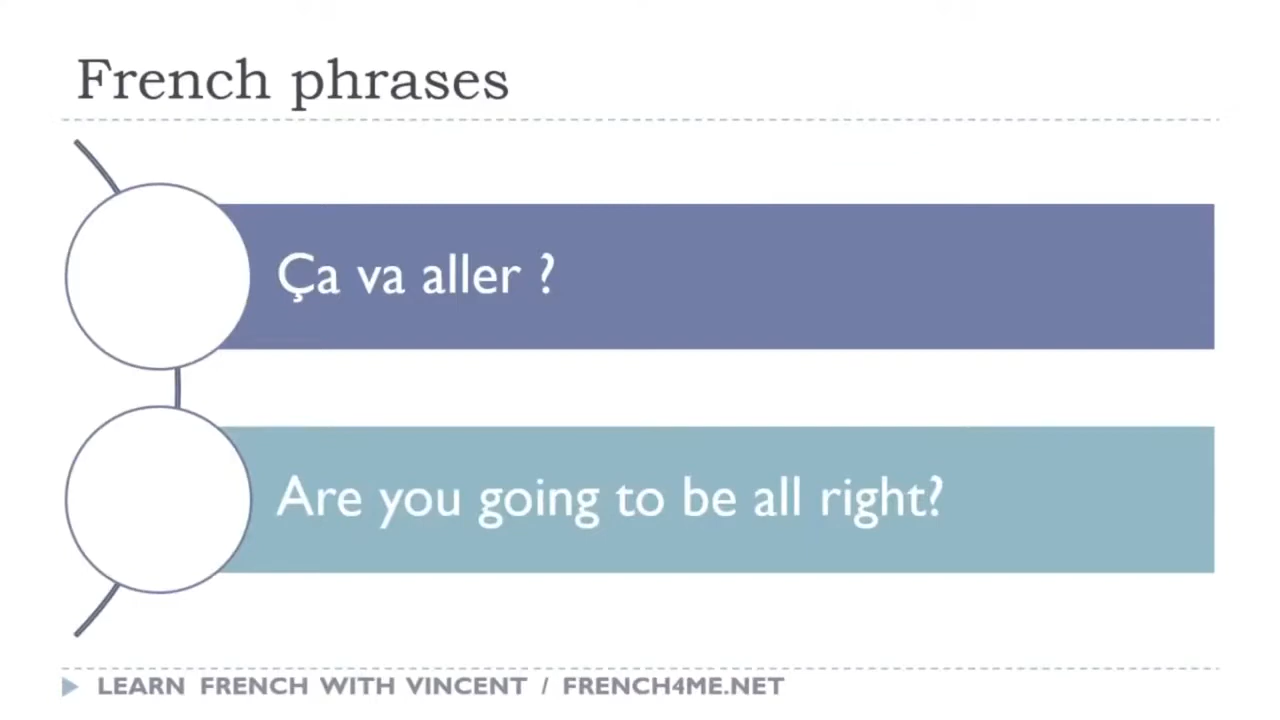 French phrases
Ça va aller ?
Are you going to be all right?
LEARN FRENCH WITH VINCENT / FRENCH4ME.NET